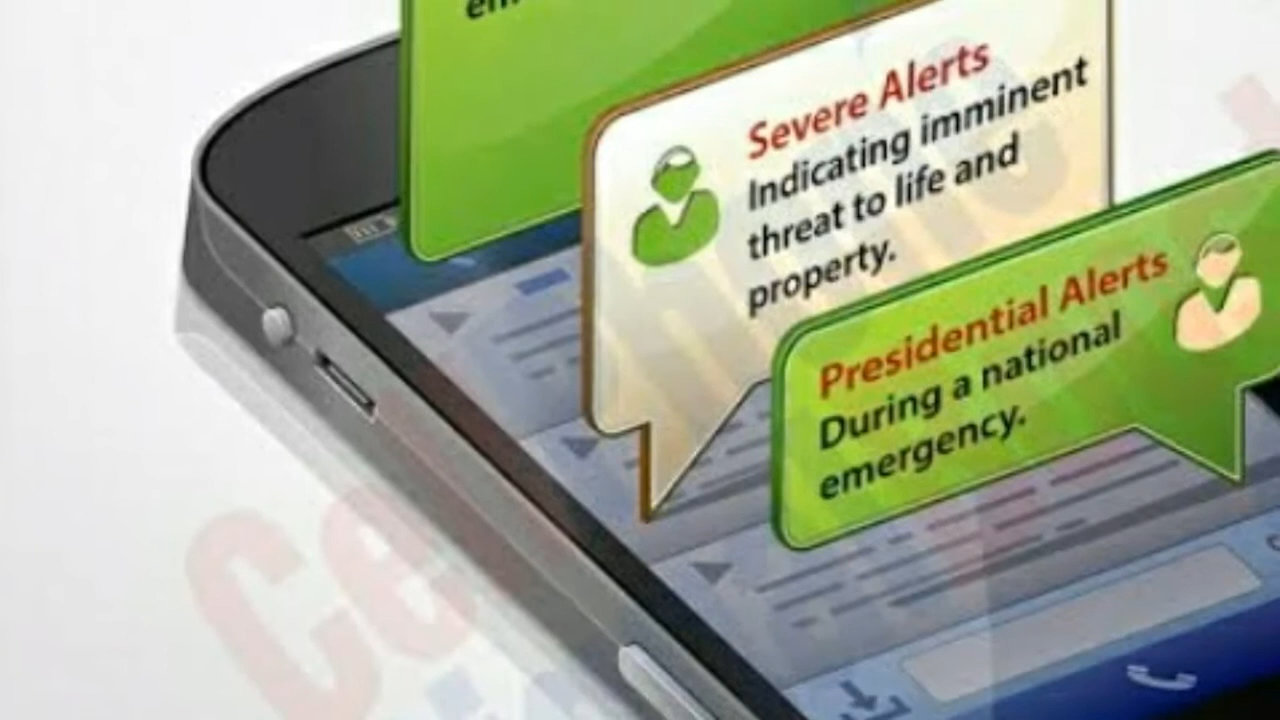 Severe Alerts
Indicating imminent
threat to life and
property.
Presidential Alerts
During a national
emergency.